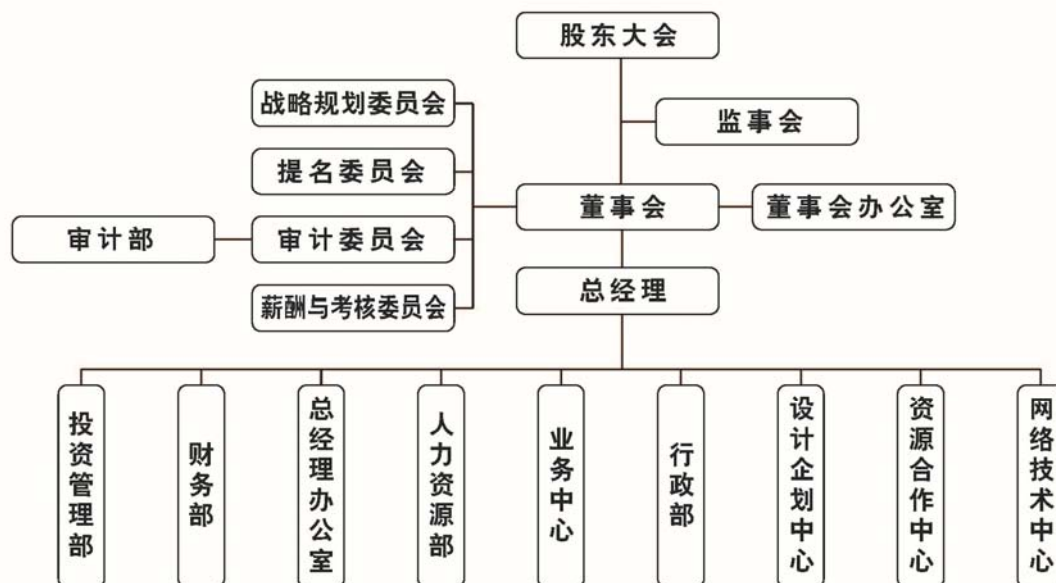 股东大会
战略规划委员会
监事会
提名委员会
董事会
董事会办公室
审计部
审计委员会
总经理
薪酬与考核委员会
投资管理部
财务部
总经理办公室
人力资源部
业务中心
行政部
设计企划中心
资源合作中心
网络技术中心